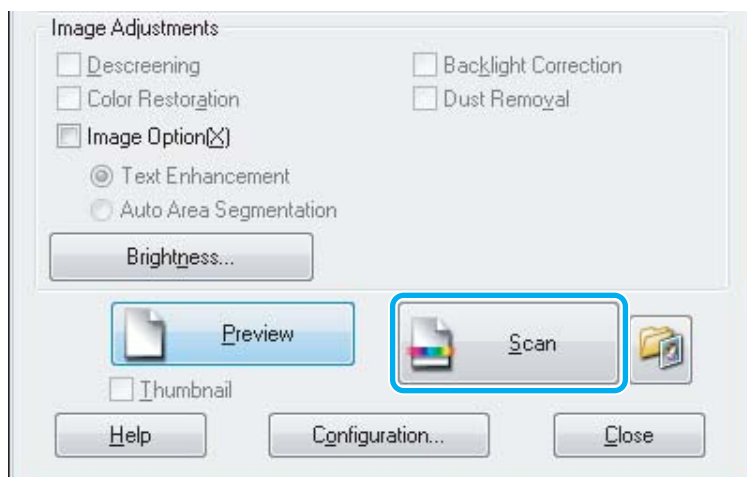 Image Adjustments
Descreening Backlight Correction
Color Restoration Dust Removal
Image Option(X)
Text Enhancement
Auto Area Segmentation
Brightness...
Preview Scan
Thumbnail
Help Configuration... Close